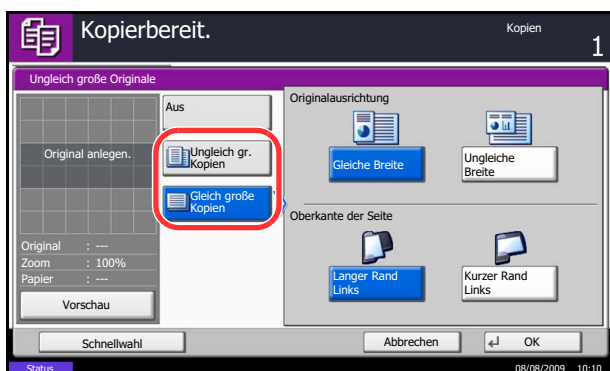 Kopierbereit.
Kopien
1
Ungleich große Originale
Original anlegen.
Original : ---
Zoom : 100%
Papier : ---
Vorschau
Aus
Ungleich gr.
Kopien
Gleich große
Kopien
Originalausrichtung
Gleiche Breite
Ungleiche
Breite
Oberkante der Seite
Langer Rand
Links
Kurzer Rand
Links
Schnellwahl
Abbrechen
OK
Status
08/08/2009 10:10